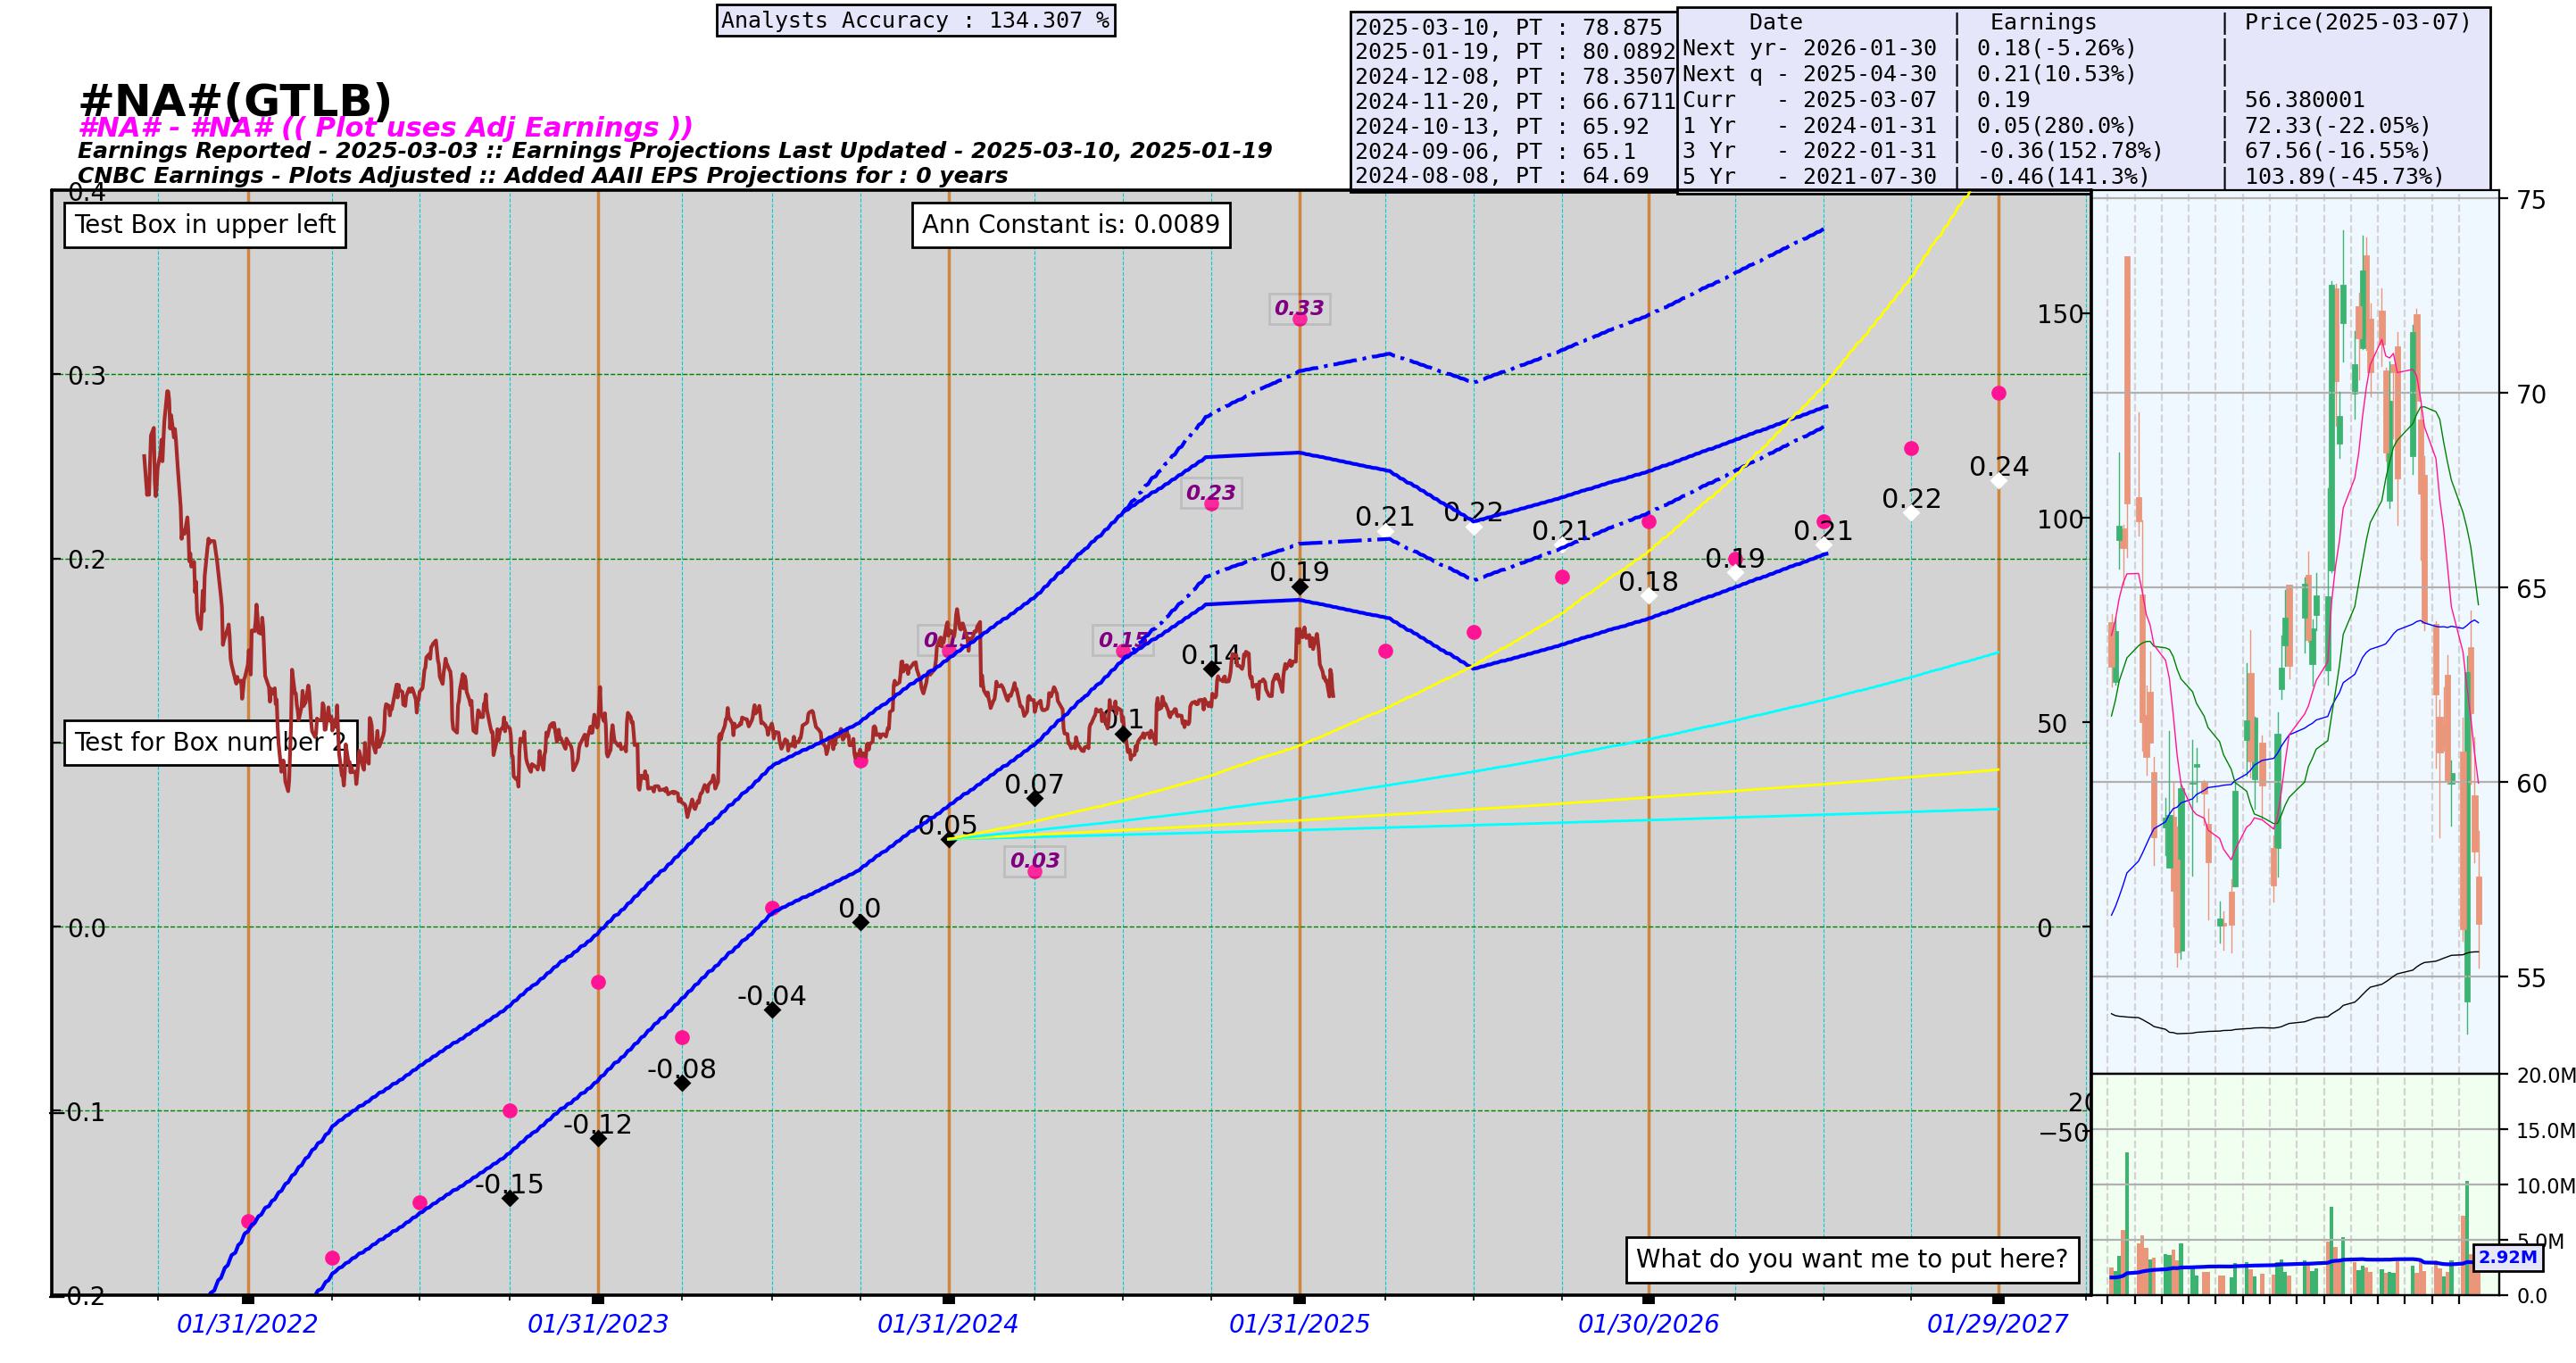 Analysts Accuracy : 134.307 %
2025-03-10, PT : 78.875
2025-01-19, PT : 80.0892
2024-12-08, PT : 78.3507
2024-11-20, PT : 66.6711
2024-10-13, PT : 65.92
2024-09-06, PT : 65.1
2024-08-08, PT : 64.69
Date | Earnings | Price(2025-03-07)
Next yr- 2026-01-30 | 0.18(-5.26%) |
Next q - 2025-04-30 | 0.21(10.53%) |
Curr - 2025-03-07 | 0.19 | 56.380001
1 Yr - 2024-01-31 | 0.05(280.0%) | 72.33(-22.05%)
3 Yr - 2022-01-31 | -0.36(152.78%) | 67.56(-16.55%)
5 Yr - 2021-07-30 | -0.46(141.3%) | 103.89(-45.73%)
#NA#(GTLB)
#NA# - #NA# (( Plot uses Adj Earnings ))
Earnings Reported - 2025-03-03 :: Earnings Projections Last Updated - 2025-03-10, 2025-01-19
CNBC Earnings - Plots Adjusted :: Added AAII EPS Projections for : 0 years
0.4
0.3
0.2
0.0
-0.1
-0.2
Test Box in upper left
Ann Constant is: 0.0089
Test for Box number 2
What do you want me to put here?
0.33
0.23
0.15
0.15
0.03
-0.15
-0.12
-0.08
-0.04
0.0
0.05
0.07
0.1
0.14
0.19
0.21
0.22
0.21
0.18
0.19
0.21
0.22
0.24
150
100
50
0
−50
20
75
70
65
60
55
20.0M
15.0M
10.0M
5.0M
2.92M
0.0
01/31/2022
01/31/2023
01/31/2024
01/31/2025
01/30/2026
01/29/2027